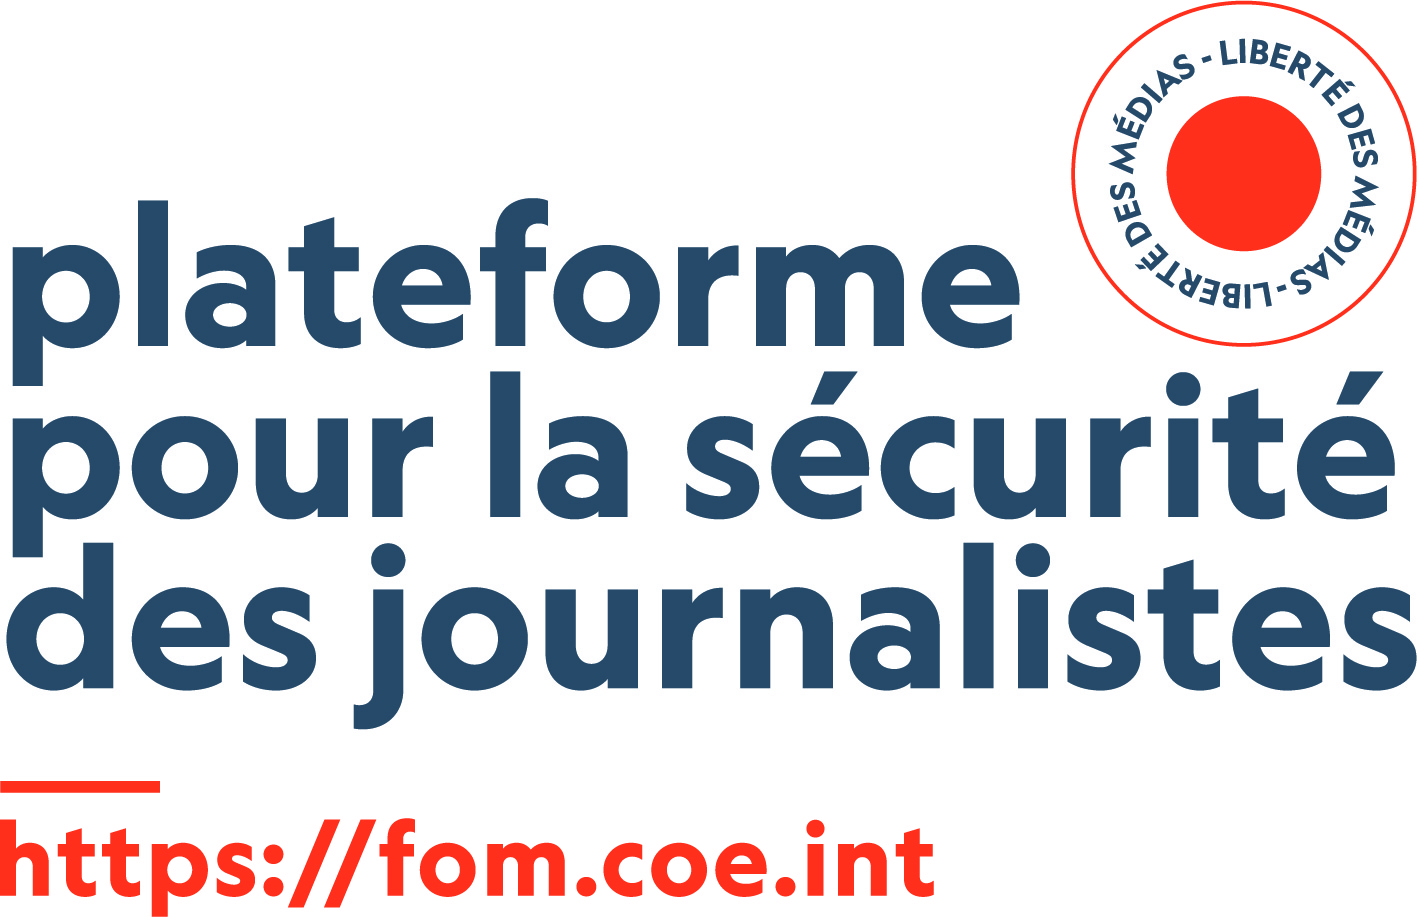 LIBERTÉ DES MÉDIAS - LIBERTÉ DES MÉDIAS -
plateforme
pour la sécurité
des journalistes
https://fom.coe.int